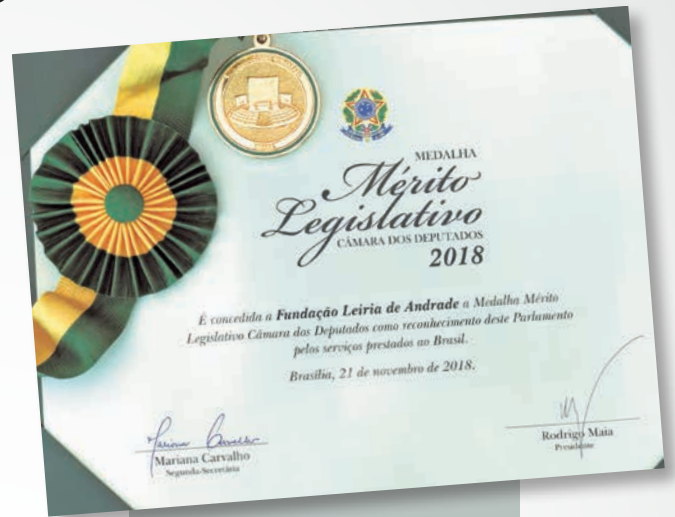 MEDALHA
Mérito
Legislativo
CÂMARA DOS DEPUTADOS
2018
É concedida a Fundação Leiria de Andrade a Medalha Mérito
Legislativo Câmara dos Deputados como reconhecimento deste Parlamento
pelos serviços prestados ao Brasil.
Brasília, 21 de novembro de 2018.
Mariana Carvalho
Mariana Carvalho
Segunda-Secretária
Rodrigo Maia
Presidente